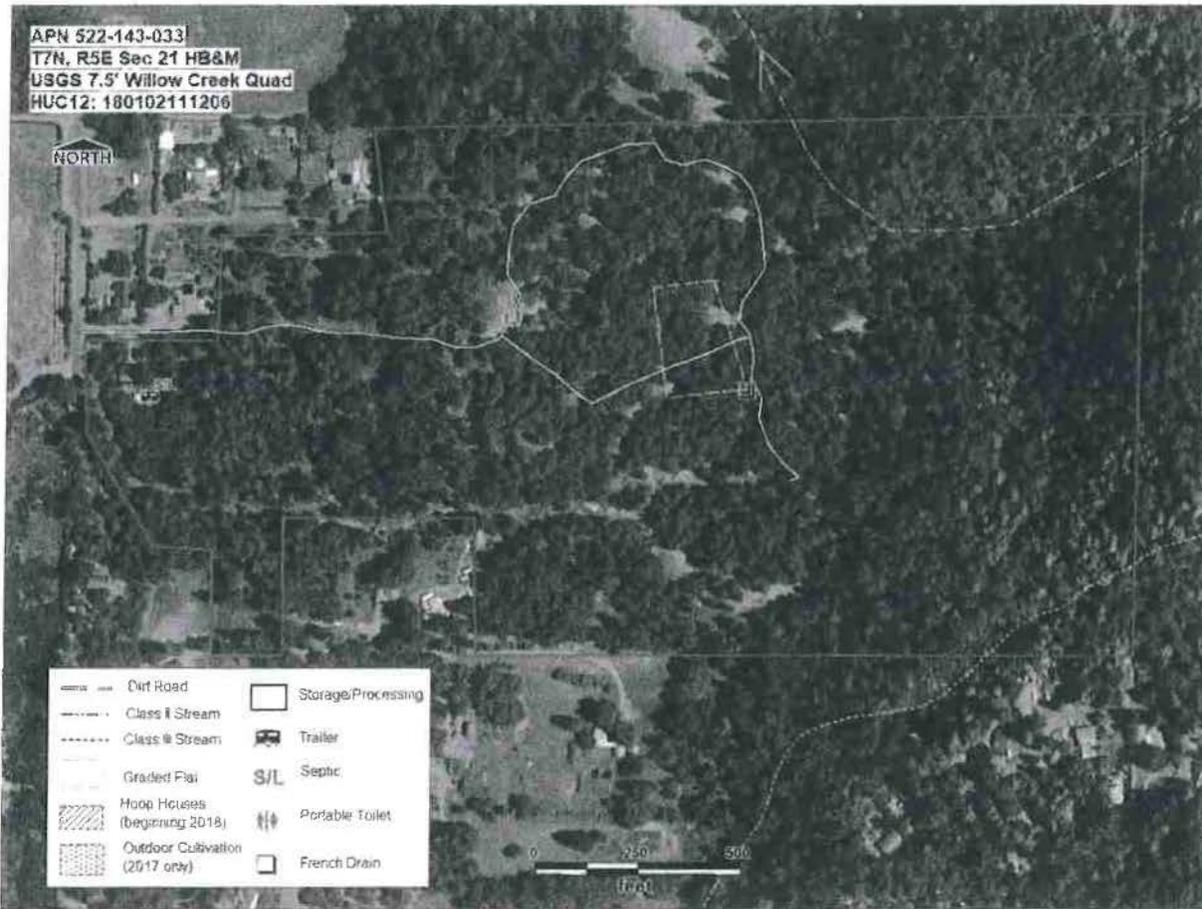 APN 522-143-033
T7N, R5E Sec 21 HB&M
USGS 7.5' Willow Creek Quad
HUC12: 180102111206
NORTH
Dirt Road
Class II Stream
Class III Stream
Graded Flat
Hoop Houses
(beginning 2018)
Outdoor Cultivation
(2017 only)
Storage/Processing
Trailer
S/L Septic
Portable Toilet
French Drain
0 250 500
feet